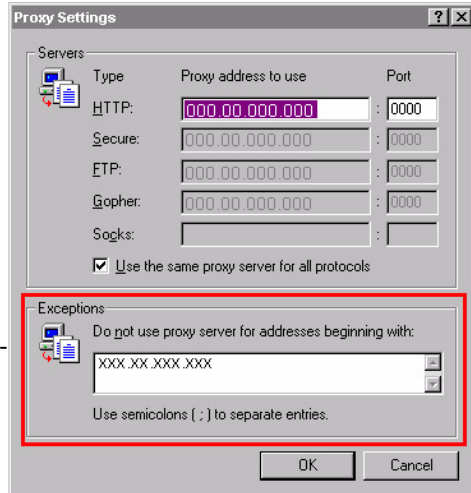 Proxy Settings
Servers
Type Proxy address to use Port
HTTP: 000.00.000.000 : 0000
Secure: 000.00.000.000 : 0000
FTP: 000.00.000.000 : 0000
Gopher: 000.00.000.000 : 0000
Socks: :
Use the same proxy server for all protocols
Exceptions
Do not use proxy server for addresses beginning with:
XXX.XX.XXX.XXX
Use semicolons ( ; ) to separate entries.
OK Cancel